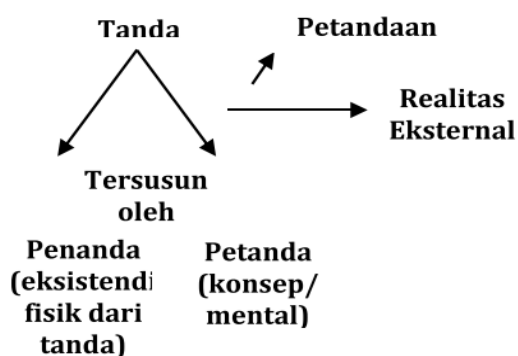 Tanda
Petandaan
Realitas
Eksternal
Tersusun
oleh
Penanda
(eksistendi
fisik dari
tanda)
Petanda
(konsep/
mental)